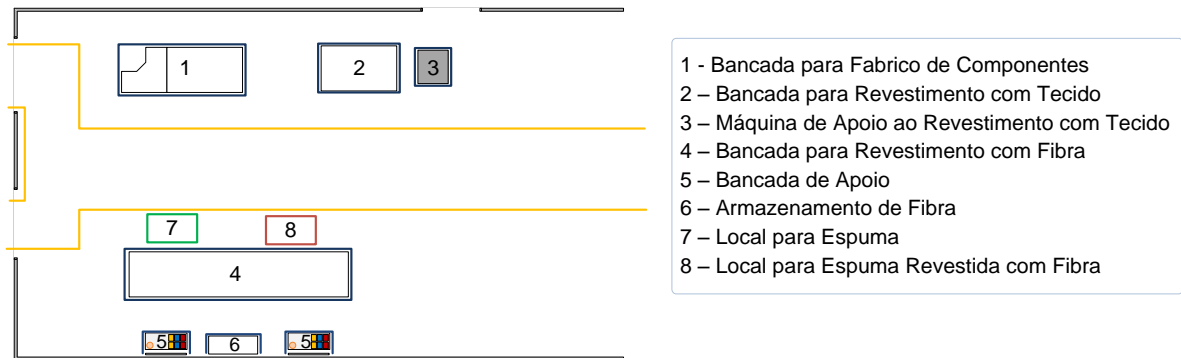 1
2
3
7
8
4
5
6
5
1 - Bancada para Fabrico de Componentes
2 – Bancada para Revestimento com Tecido
3 – Máquina de Apoio ao Revestimento com Tecido
4 – Bancada para Revestimento com Fibra
5 – Bancada de Apoio
6 – Armazenamento de Fibra
7 – Local para Espuma
8 – Local para Espuma Revestida com Fibra